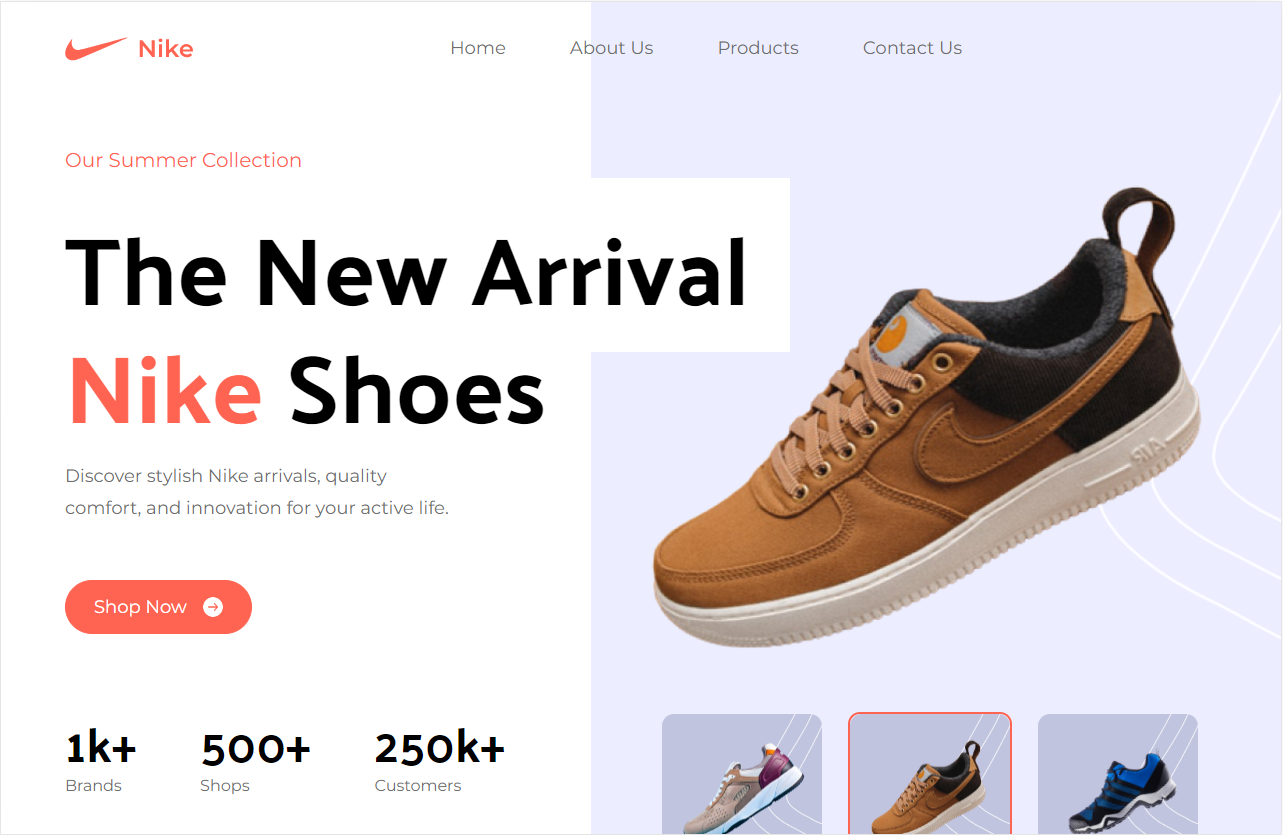 Nike
Home About Us Products Contact Us
Our Summer Collection
The New Arrival
Nike Shoes
Discover stylish Nike arrivals, quality
comfort, and innovation for your active life.
Shop Now
1k+ 500+ 250k+
Brands Shops Customers
AIR